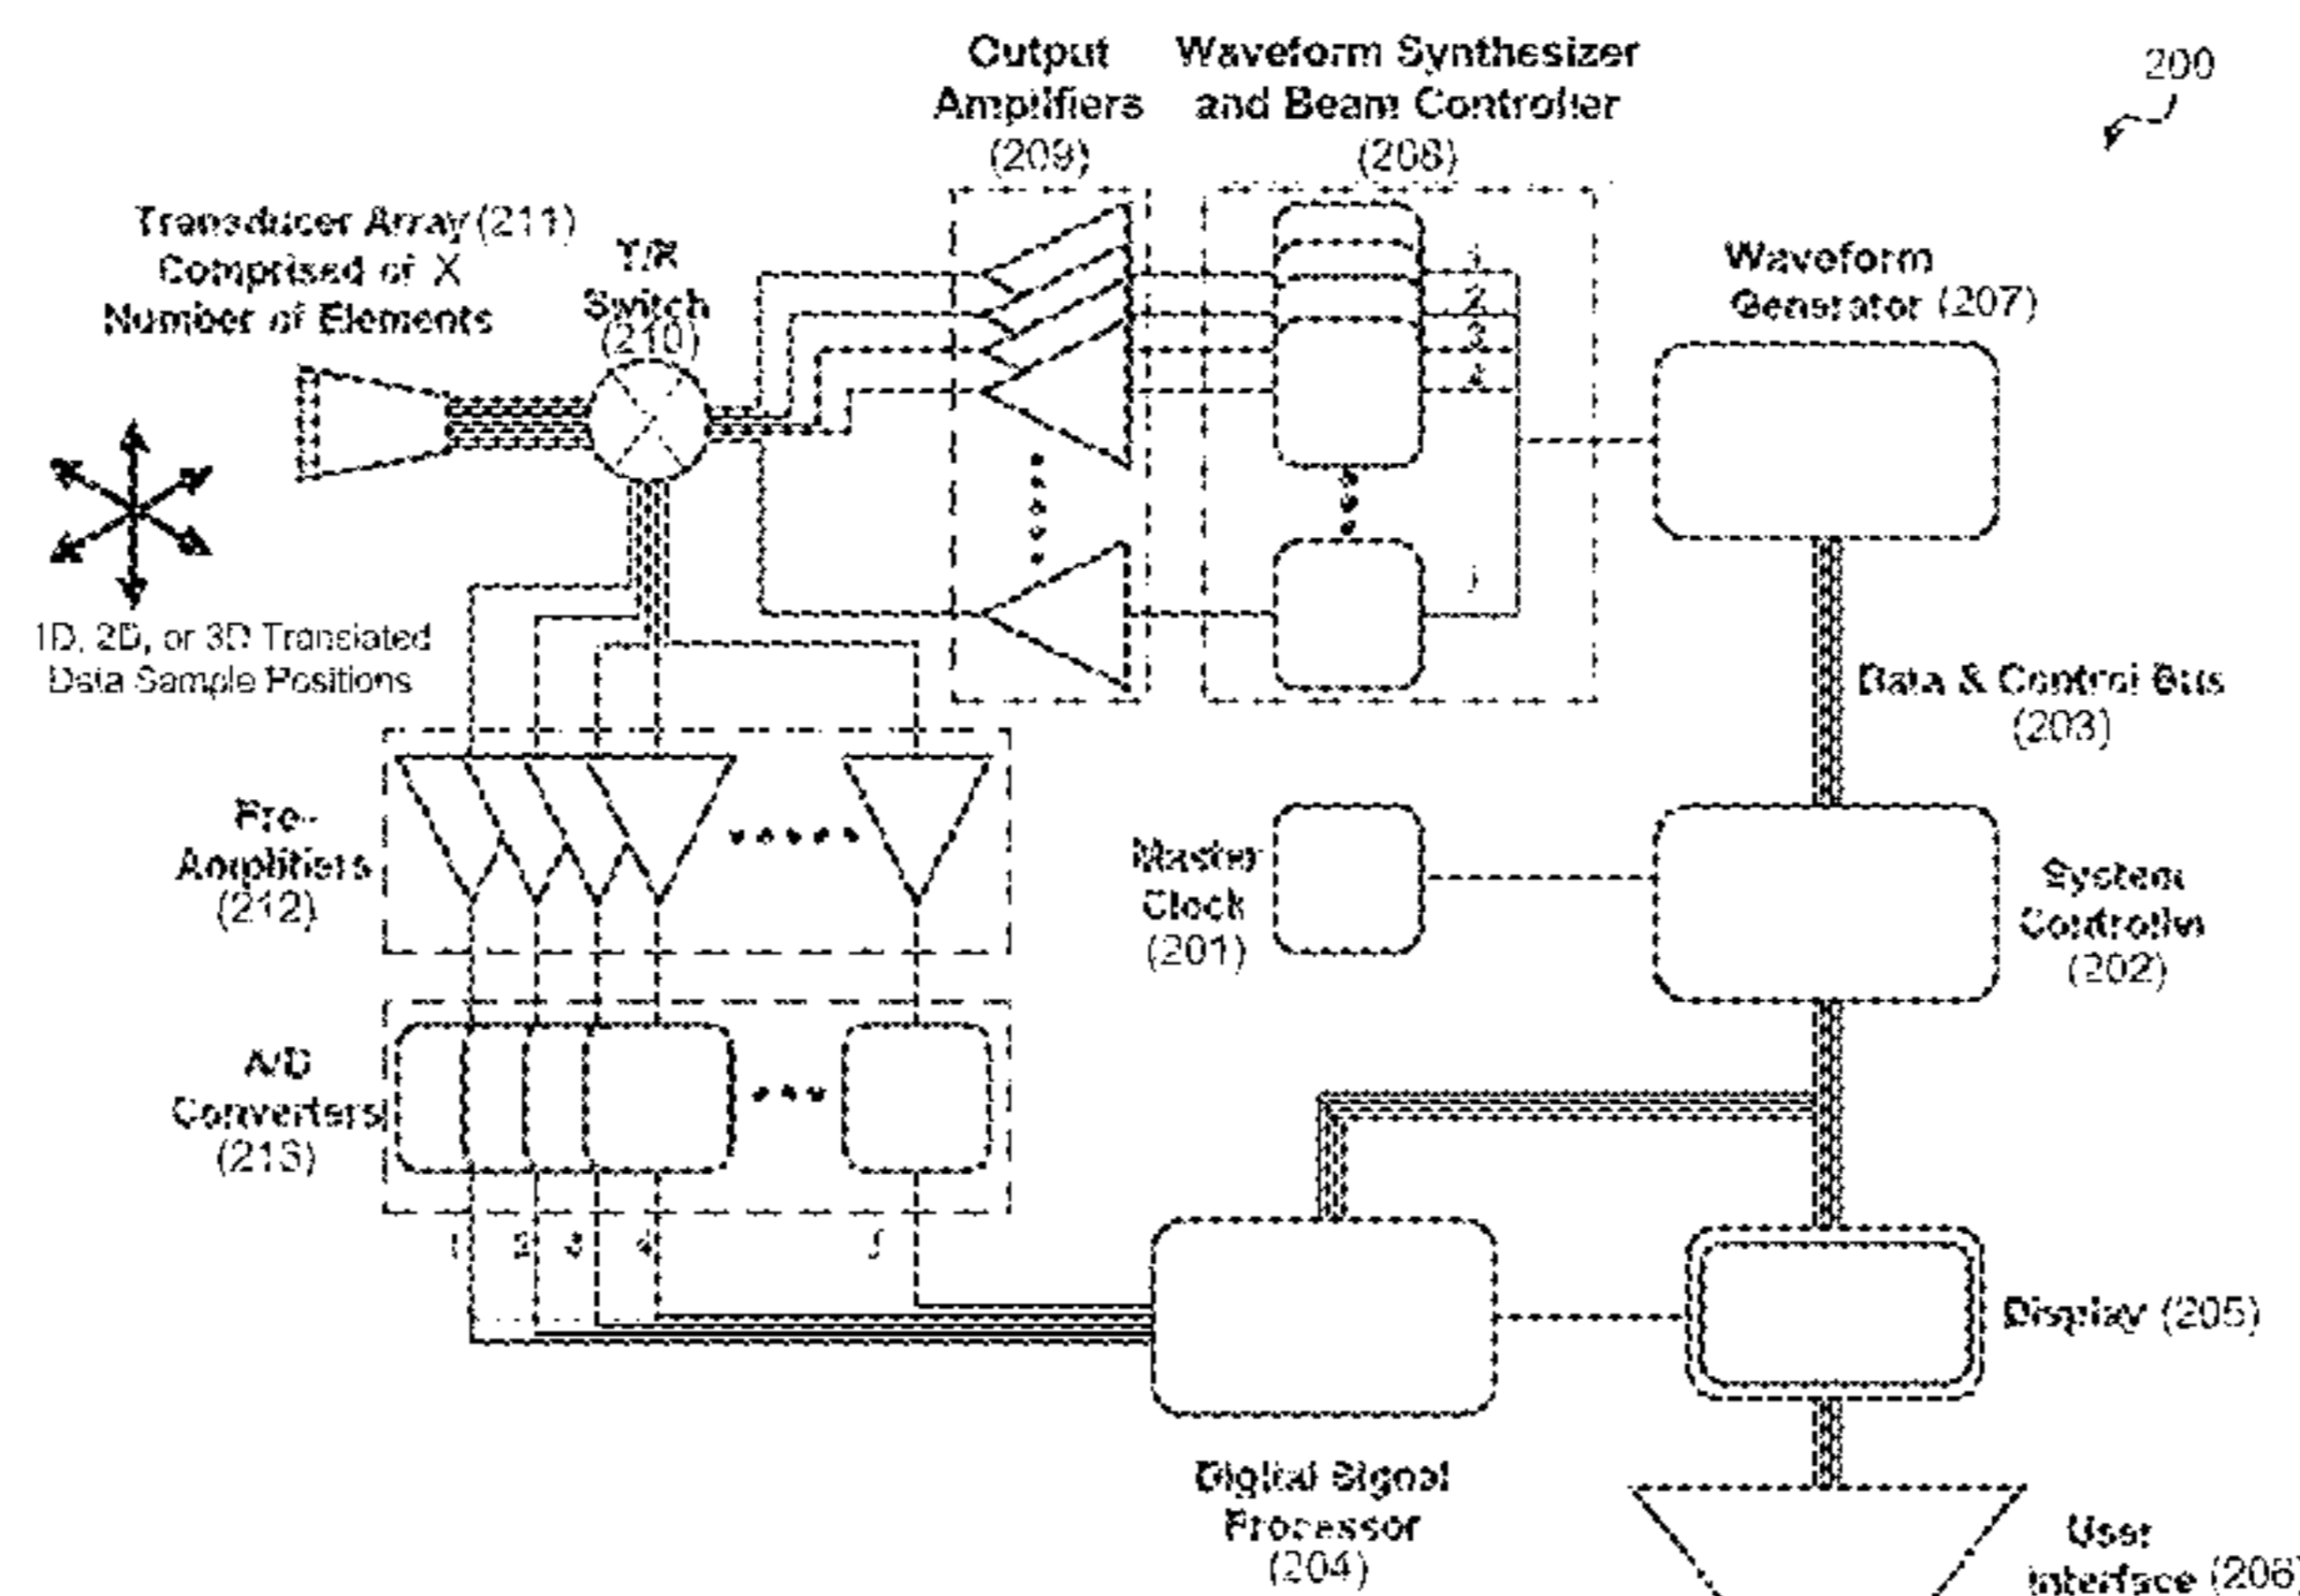 200
Output
Amplifiers
(209)
Waveform Synthesizer
and Beam Controller
(208)
Transducer Array (211)
Comprised of X
Number of Elements
T/R
Switch
(210)
1
2
3
4
j
Waveform
Generator (207)
1D, 2D, or 3D Translated
Data Sample Positions
Data & Control Bus
(203)
Pre-
Amplifiers
(212)
Master
Clock
(201)
System
Controller
(202)
A/D
Converters
(213)
1
2
3
4
j
Display (205)
Digital Signal
Processor
(204)
User
Interface (206)